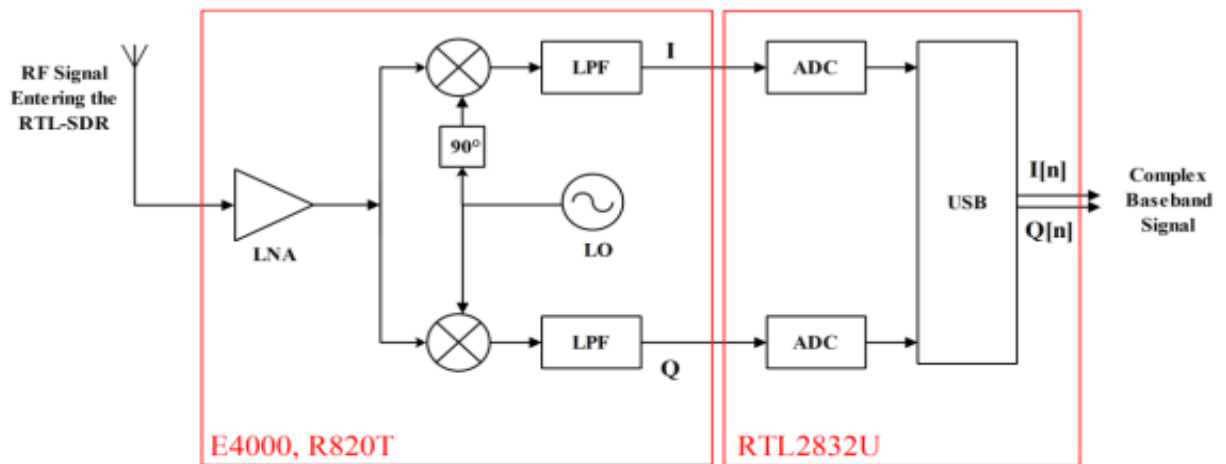 RF Signal
Entering the
RTL-SDR
LNA
90°
LO
LPF
I
LPF
Q
E4000, R820T
ADC
ADC
USB
RTL2832U
I[n]
Q[n]
Complex
Baseband
Signal